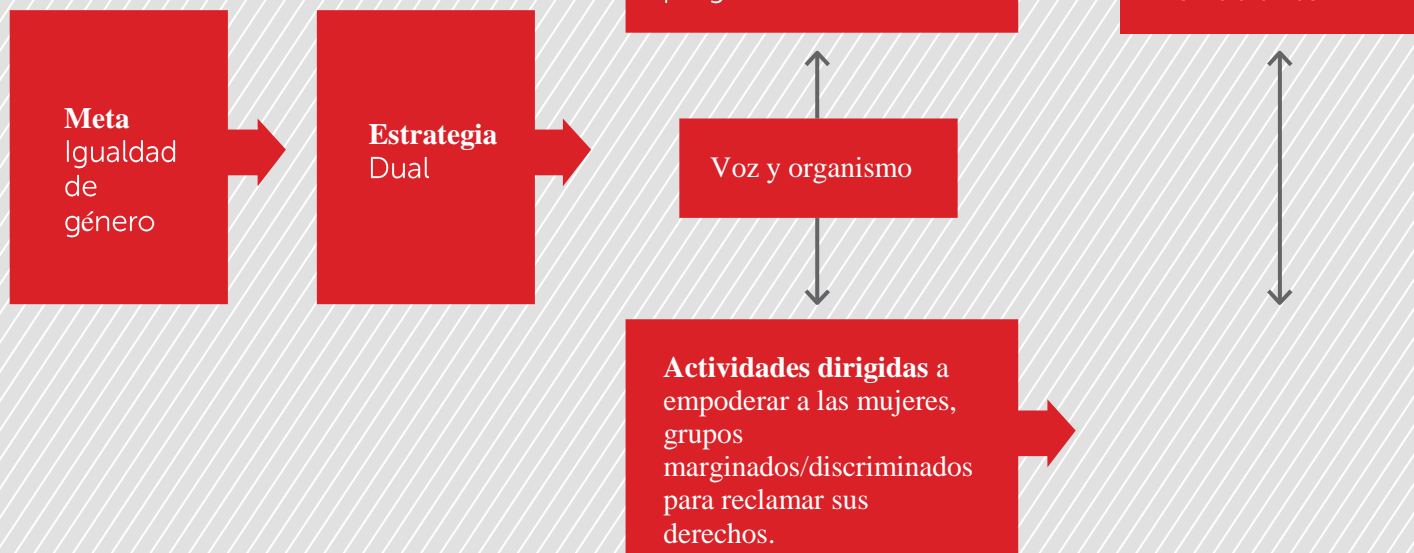 Meta
Igualdad
de
género
Estrategia
Dual
Voz y organismo
Actividades dirigidas a
empoderar a las mujeres,
grupos
marginados/discriminados
para reclamar sus
derechos.